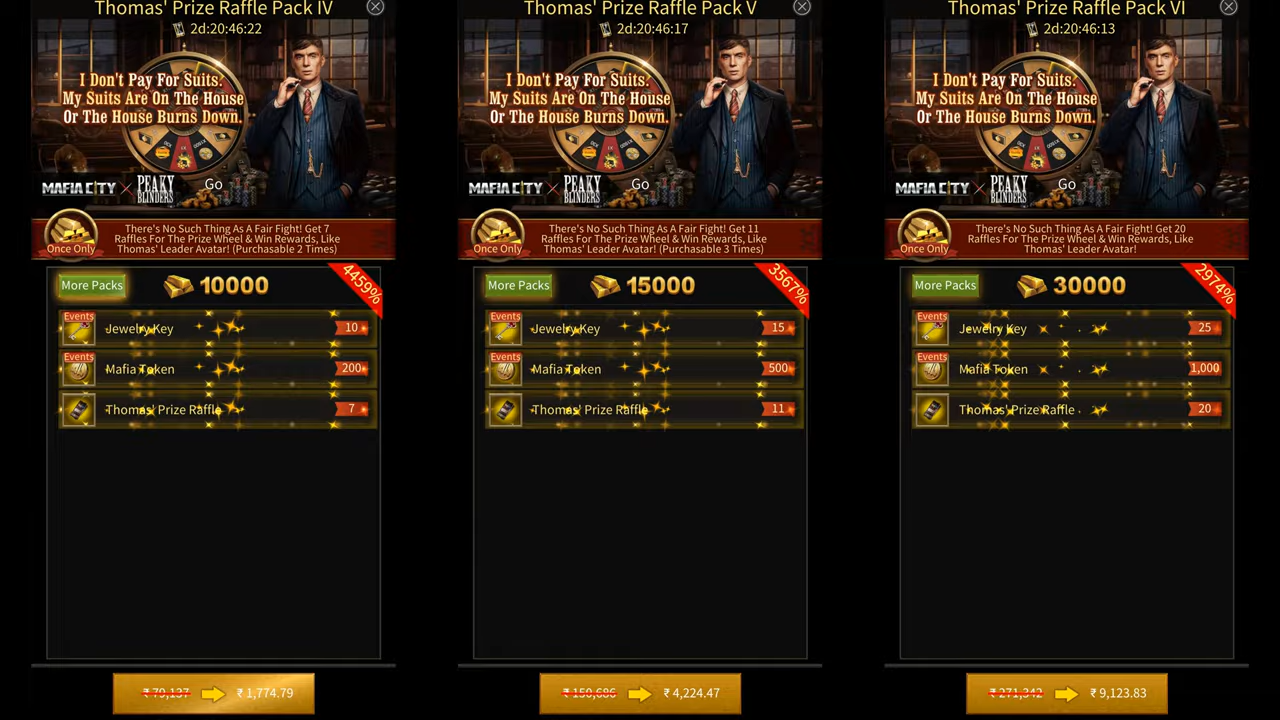 Thomas' Prize Raffle Pack IV
2d:20:46:22
I Don't Pay For Suits.
My Suits Are On The House
Or The House Burns Down.
MAFIA CITY X PEAKY BLINDERS
Go
There's No Such Thing As A Fair Fight! Get 7
Raffles For The Prize Wheel & Win Rewards, Like
Thomas' Leader Avatar! (Purchasable 2 Times)
Once Only
More Packs
10000
4459%
Events
Jewelry Key
10
Events
Mafia Token
200
Thomas' Prize Raffle
7
₹ 79,137
₹ 1,774.79
Thomas' Prize Raffle Pack V
2d:20:46:17
I Don't Pay For Suits.
My Suits Are On The House
Or The House Burns Down.
MAFIA CITY X PEAKY BLINDERS
Go
There's No Such Thing As A Fair Fight! Get 11
Raffles For The Prize Wheel & Win Rewards, Like
Thomas' Leader Avatar! (Purchasable 3 Times)
Once Only
More Packs
15000
3567%
Events
Jewelry Key
15
Events
Mafia Token
500
Thomas' Prize Raffle
11
₹ 150,686
₹ 4,224.47
Thomas' Prize Raffle Pack VI
2d:20:46:13
I Don't Pay For Suits.
My Suits Are On The House
Or The House Burns Down.
MAFIA CITY X PEAKY BLINDERS
Go
There's No Such Thing As A Fair Fight! Get 20
Raffles For The Prize Wheel & Win Rewards, Like
Thomas' Leader Avatar!
Once Only
More Packs
30000
2974%
Events
Jewelry Key
25
Events
Mafia Token
1,000
Thomas' Prize Raffle
20
₹ 271,342
₹ 9,123.83